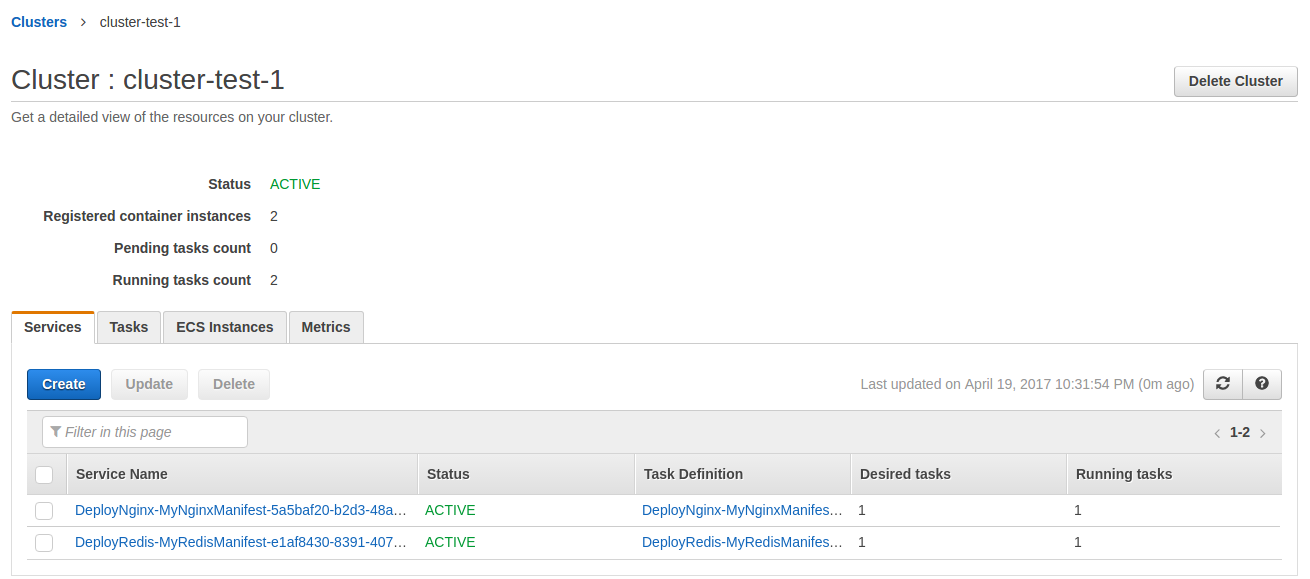 Clusters > cluster-test-1
Cluster : cluster-test-1
Delete Cluster
Get a detailed view of the resources on your cluster.
Status ACTIVE
Registered container instances 2
Pending tasks count 0
Running tasks count 2
Services Tasks ECS Instances Metrics
Create Update Delete Last updated on April 19, 2017 10:31:54 PM (0m ago)
Filter in this page < 1-2 >
Service Name Status Task Definition Desired tasks Running tasks
DeployNginx-MyNginxManifest-5a5baf20-b2d3-48a... ACTIVE DeployNginx-MyNginxManifes... 1 1
DeployRedis-MyRedisManifest-e1af8430-8391-407... ACTIVE DeployRedis-MyRedisManifes... 1 1